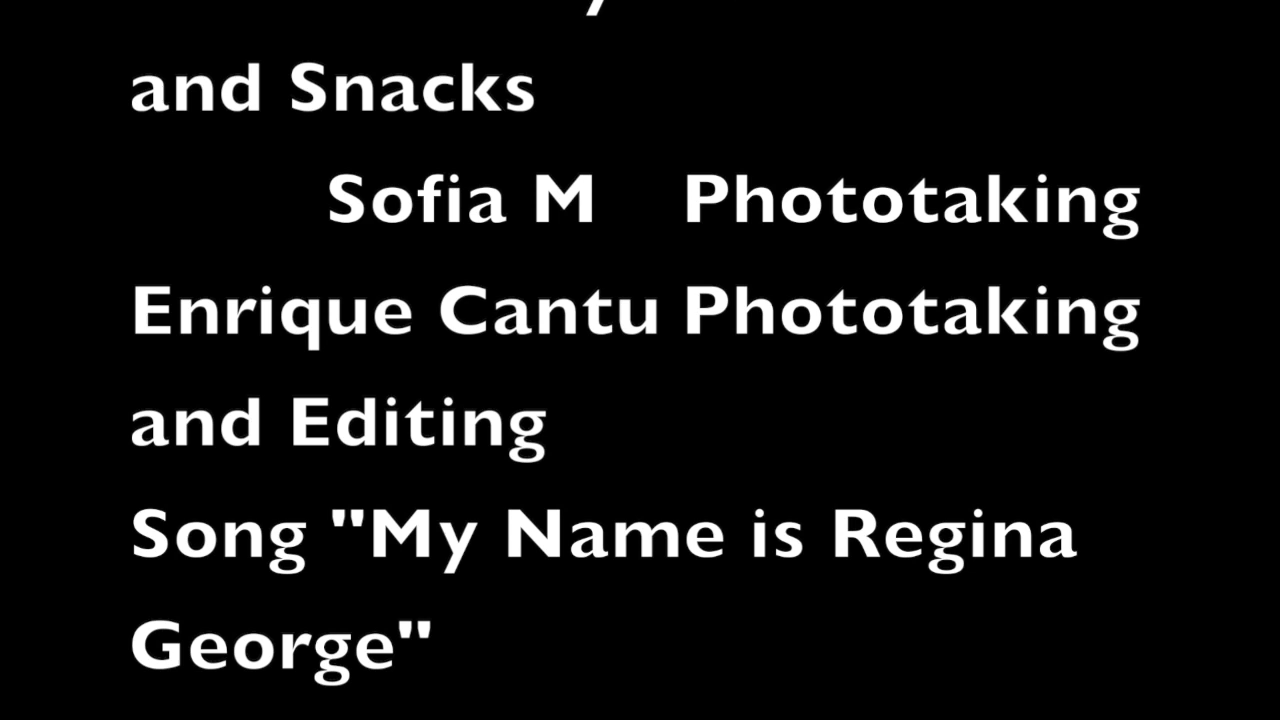 and Snacks
Sofia M Phototaking
Enrique Cantu Phototaking
and Editing
Song "My Name is Regina
George"